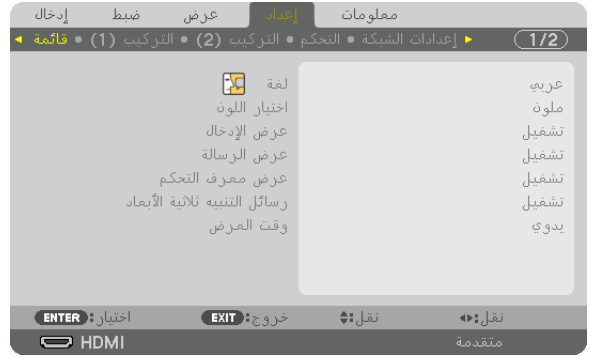 إدخال ضبط عرض إعداد معلومات
◄ قائمة ● التركيب (1) ● التركيب (2) ● التحكم ● إعدادات الشبكة ► 1/2
لغة عربي
اختيار اللون ملون
عرض الإدخال تشغيل
عرض الرسالة تشغيل
عرض معرف التحكم تشغيل
رسائل التنبيه ثلاثية الأبعاد تشغيل
وقت العرض يدوي
ENTER :اختيار EXIT :خروج نقل: نقل:
HDMI متقدمة